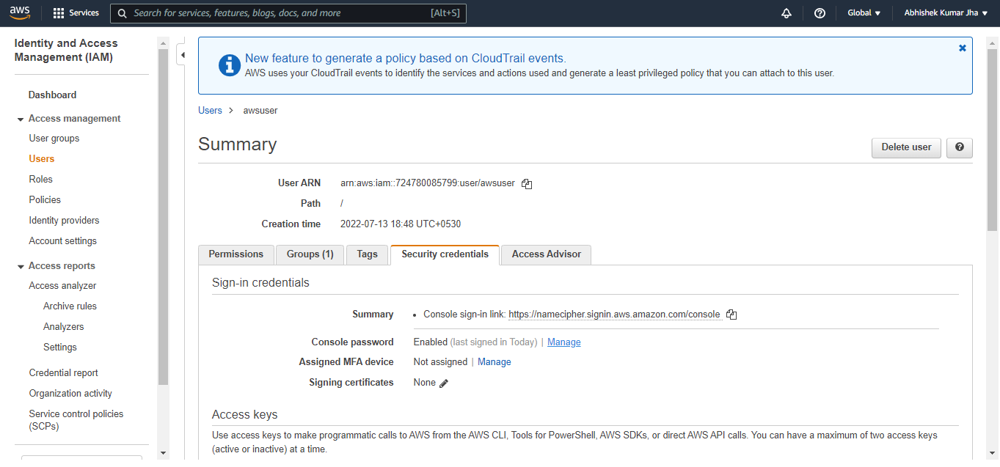 aws
Services
Search for services, features, blogs, docs, and more
[Alt+S]
Global
Abhishek Kumar Jha
Identity and Access
Management (IAM)
Dashboard
Access management
User groups
Users
Roles
Policies
Identity providers
Account settings
Access reports
Access analyzer
Archive rules
Analyzers
Settings
Credential report
Organization activity
Service control policies
(SCPs)
New feature to generate a policy based on CloudTrail events.
AWS uses your CloudTrail events to identify the services and actions used and generate a least privileged policy that you can attach to this user.
Users > awsuser
Summary
Delete user
User ARN arn:aws:iam::724780085799:user/awsuser
Path /
Creation time 2022-07-13 18:48 UTC+0530
Permissions
Groups (1)
Tags
Security credentials
Access Advisor
Sign-in credentials
Summary • Console sign-in link: https://namecipher.signin.aws.amazon.com/console
Console password Enabled (last signed in Today) | Manage
Assigned MFA device Not assigned | Manage
Signing certificates None
Access keys
Use access keys to make programmatic calls to AWS from the AWS CLI, Tools for PowerShell, AWS SDKs, or direct AWS API calls. You can have a maximum of two access keys
(active or inactive) at a time.